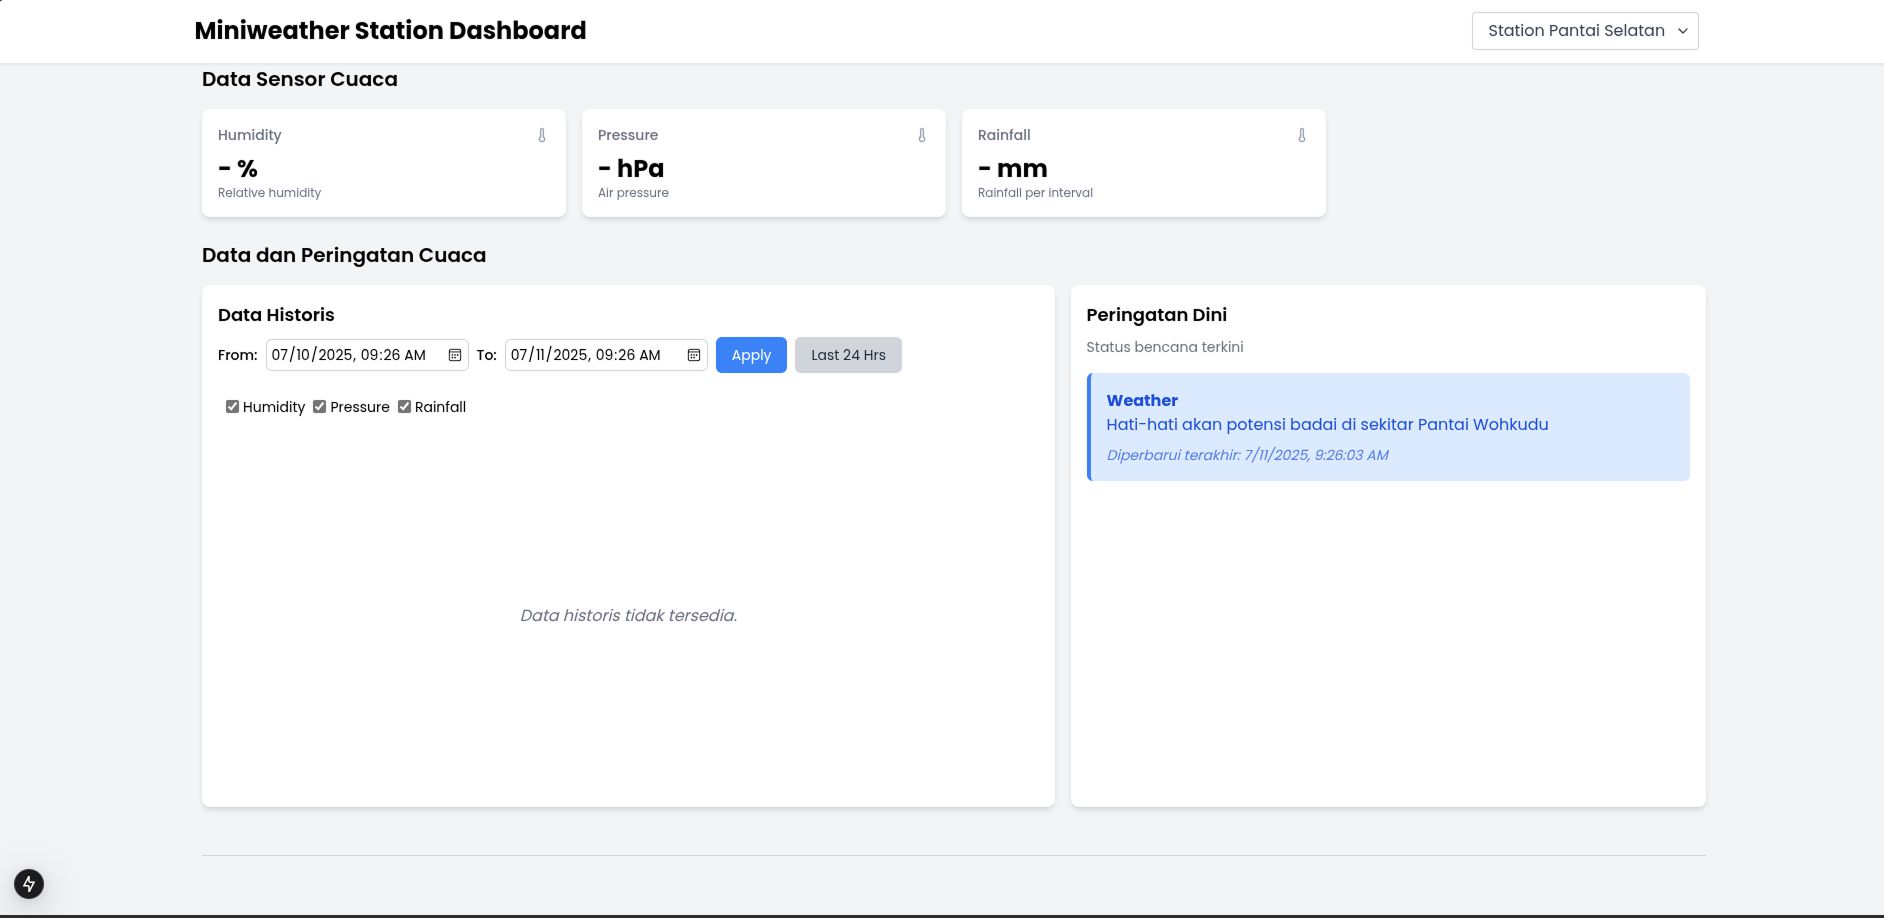 Miniweather Station Dashboard
Station Pantai Selatan
Data Sensor Cuaca
Humidity
- %
Relative humidity
Pressure
- hPa
Air pressure
Rainfall
- mm
Rainfall per interval
Data dan Peringatan Cuaca
Data Historis
From: 07/10/2025, 09:26 AM To: 07/11/2025, 09:26 AM Apply Last 24 Hrs
Humidity Pressure Rainfall
Data historis tidak tersedia.
Peringatan Dini
Status bencana terkini
Weather
Hati-hati akan potensi badai di sekitar Pantai Wohkudu
Diperbarui terakhir: 7/11/2025, 9:26:03 AM